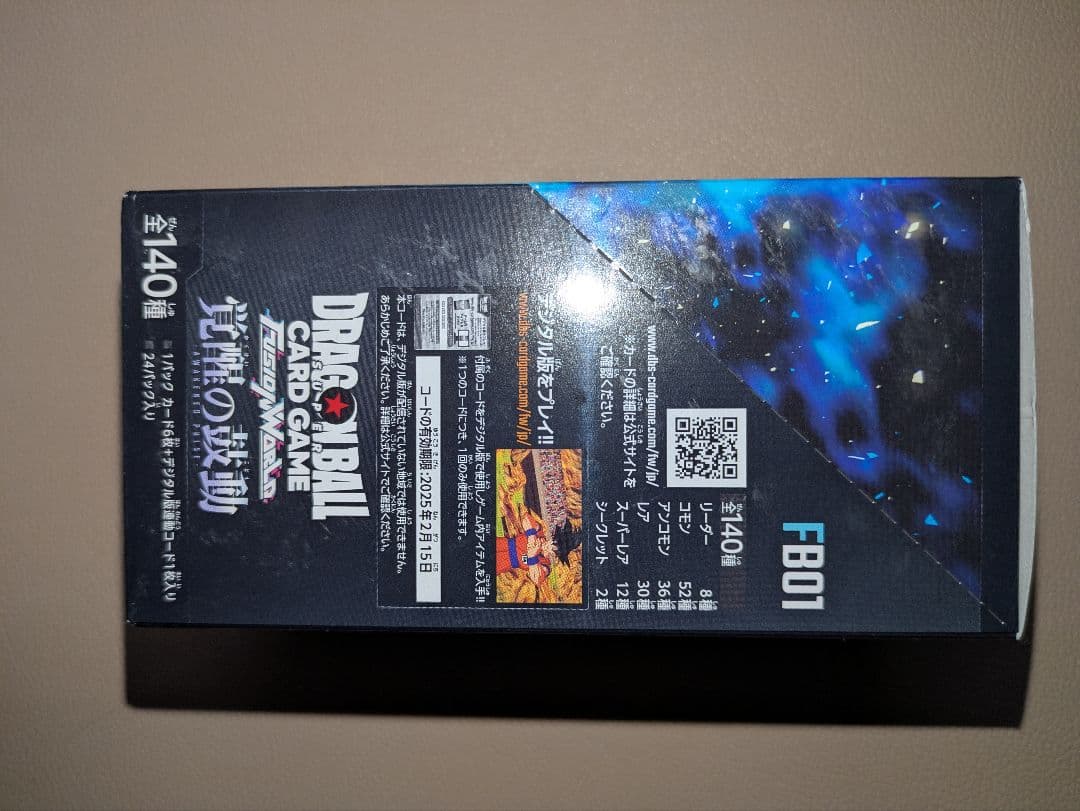 FB01
全140種
リーダー 8種
コモン 52種
アンコモン 36種
レア 30種
スーパーレア 12種
シークレット 2種
www.dbs-cardgame.com/fw/jp/
※カードの詳細は公式サイトを
ご確認ください。
デジタル版をプレイ!!
www.dbs-cardgame.com/fw/jp/
付属のコードをデジタル版で使用しゲーム内アイテムを入手!!
※1つのコードにつき、1回のみ使用できます。
コードの有効期限:2025年2月15日
本コードは、デジタル版が配信されていない地域では使用できません。
あらかじめご了承ください。詳細は公式サイトでご確認ください。
DRAGONBALL
SUPER
CARD GAME
FUSION WORLD
覚醒の鼓動
AWAKENED PULSE
全140種
1パック カード6枚+デジタル版連動コード1枚入り
24パック入り